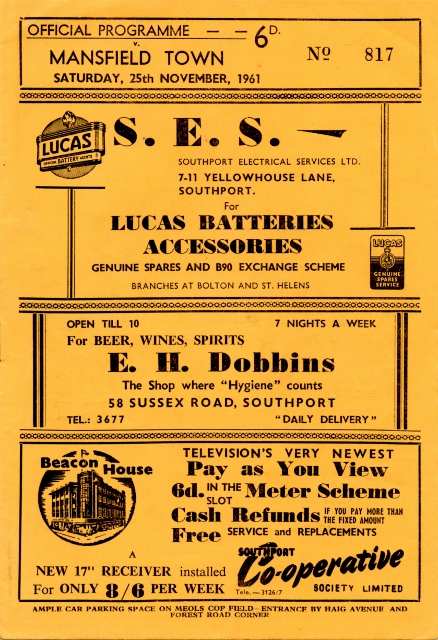 OFFICIAL PROGRAMME — — 6D.
v.
MANSFIELD TOWN
SATURDAY, 25th NOVEMBER, 1961
No 817
LUCAS
BATTERY AGENTS
S. E. S.
SOUTHPORT ELECTRICAL SERVICES LTD.
7-11 YELLOWHOUSE LANE,
SOUTHPORT.
For
LUCAS BATTERIES
ACCESSORIES
GENUINE SPARES AND B90 EXCHANGE SCHEME
BRANCHES AT BOLTON AND ST. HELENS
LUCAS
GENUINE
SPARES
SERVICE
OPEN TILL 10 7 NIGHTS A WEEK
For BEER, WINES, SPIRITS
E. H. Dobbins
The Shop where "Hygiene" counts
58 SUSSEX ROAD, SOUTHPORT
TEL.: 3677 "DAILY DELIVERY"
Beacon House
TELEVISION'S VERY NEWEST
Pay as You View
6d. IN THE SLOT Meter Scheme
Cash Refunds IF YOU PAY MORE THAN THE FIXED AMOUNT
Free SERVICE and REPLACEMENTS
A
NEW 17" RECEIVER installed
For ONLY 8/6 PER WEEK
SOUTHPORT
Co-operative
Tele.—3126/7 SOCIETY LIMITED
AMPLE CAR PARKING SPACE ON MEOLS COP FIELD—ENTRANCE BY HAIG AVENUE AND
FOREST ROAD CORNER